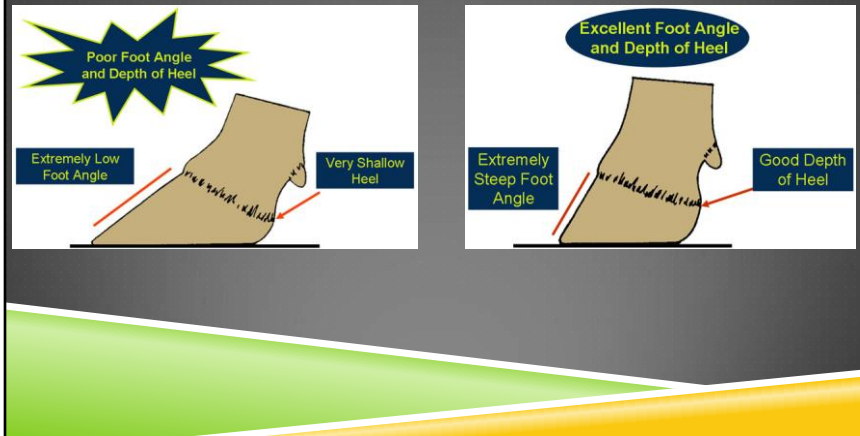 Poor Foot Angle
and Depth of Heel
Extremely Low
Foot Angle
Very Shallow
Heel
Excellent Foot Angle
and Depth of Heel
Extremely
Steep Foot
Angle
Good Depth
of Heel